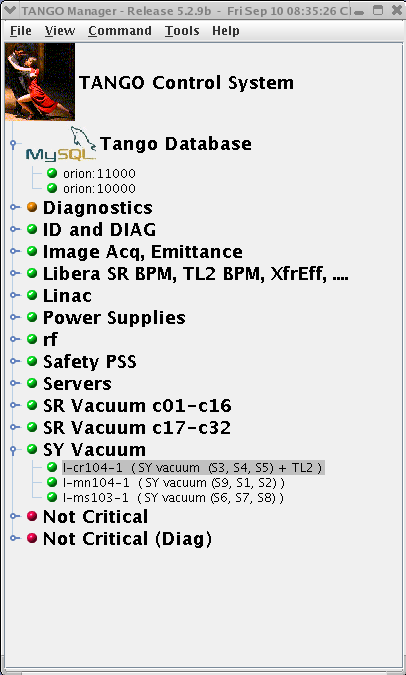 TANGO Manager - Release 5.2.9b - Fri Sep 10 08:35:26 C
File View Command Tools Help
TANGO Control System
MySQL Tango Database
orion:11000
orion:10000
Diagnostics
ID and DIAG
Image Acq, Emittance
Libera SR BPM, TL2 BPM, XfrEff, ....
Linac
Power Supplies
rf
Safety PSS
Servers
SR Vacuum c01-c16
SR Vacuum c17-c32
SY Vacuum
l-cr104-1 ( SY vacuum (S3, S4, S5) + TL2 )
l-mn104-1 ( SY vacuum (S9, S1, S2) )
l-ms103-1 ( SY vacuum (S6, S7, S8) )
Not Critical
Not Critical (Diag)